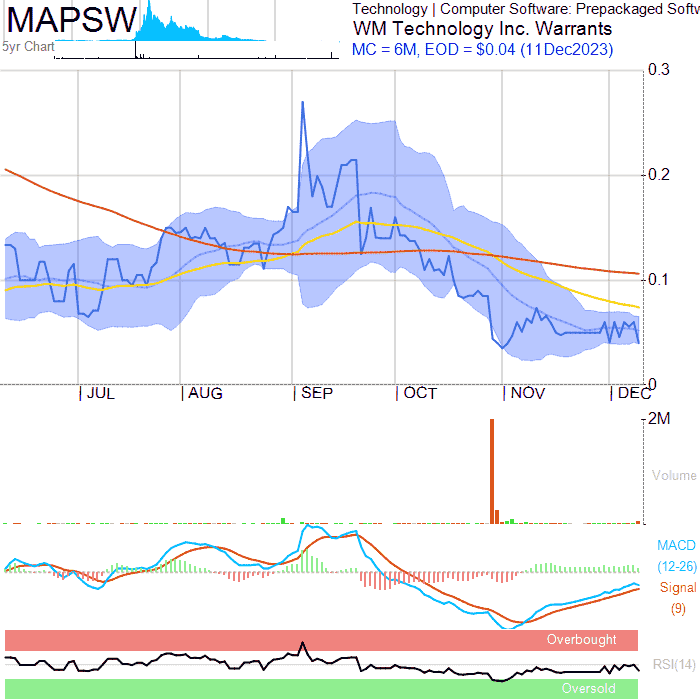 MAPSW
5yr Chart
Technology | Computer Software: Prepackaged Softw
WM Technology Inc. Warrants
MC = 6M, EOD = $0.04 (11Dec2023)
0.3
0.2
0.1
0
JUL AUG SEP OCT NOV DEC
2M
Volume
MACD
(12-26)
Signal
(9)
Overbought
RSI(14)
Oversold